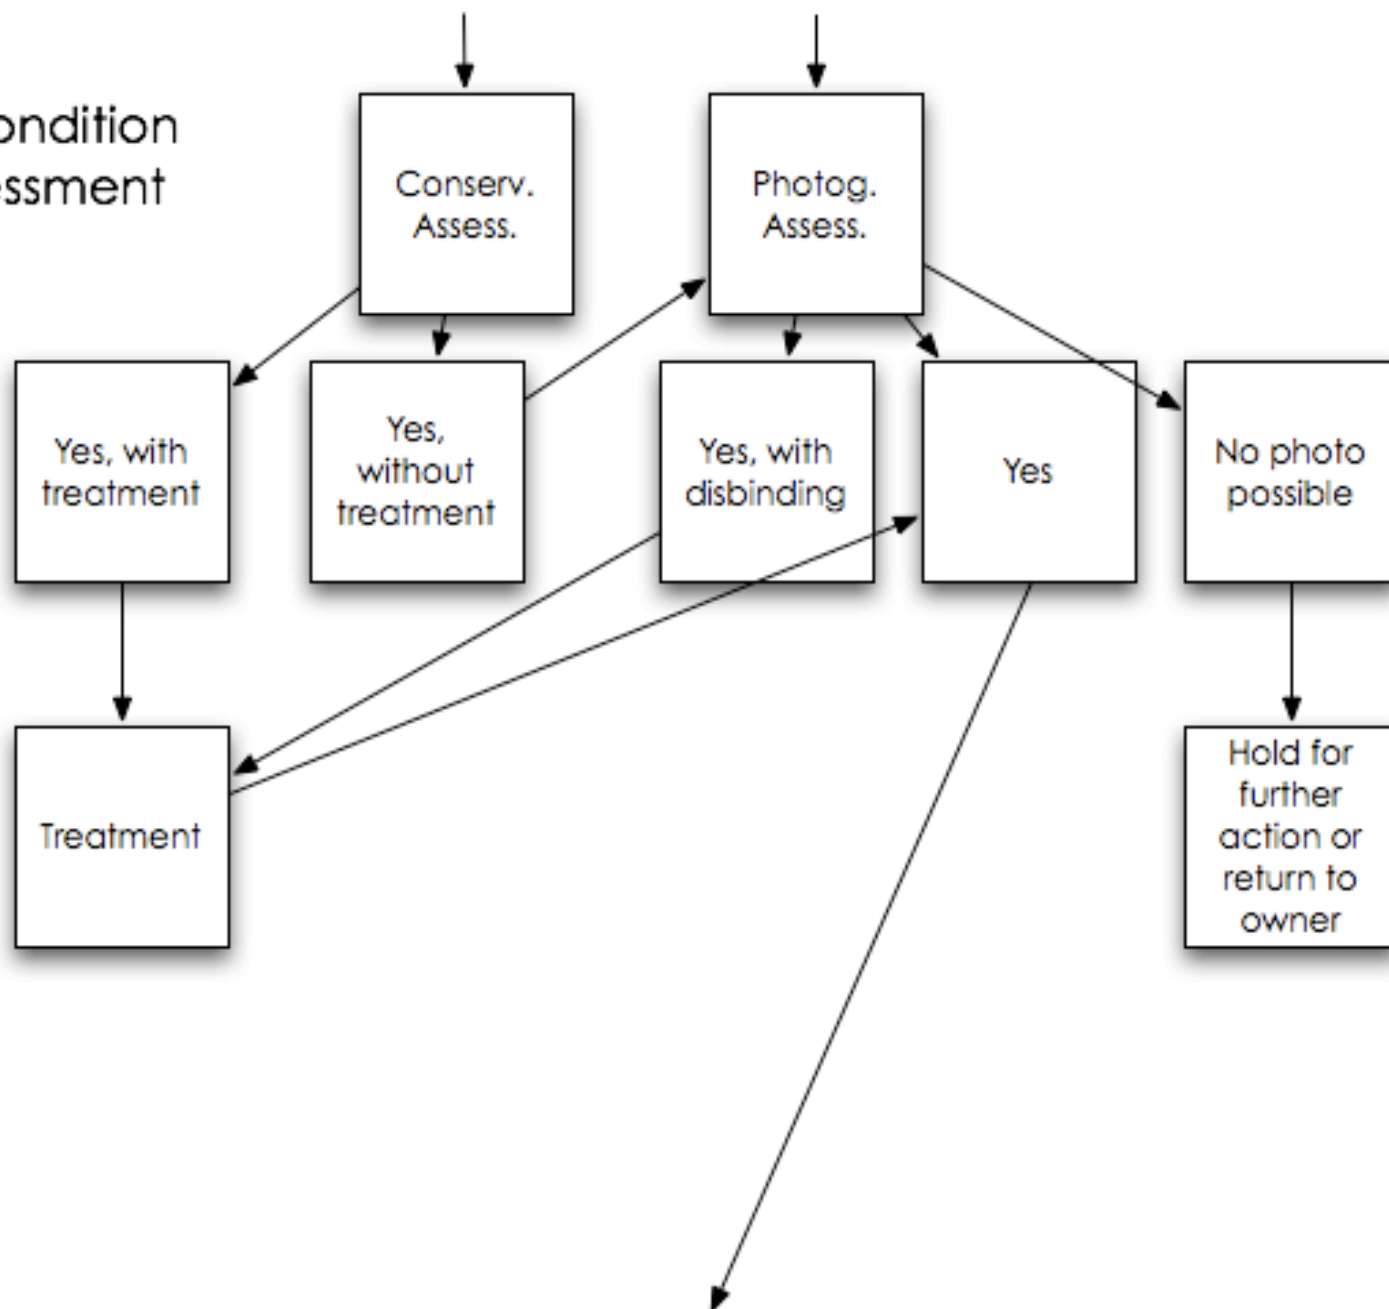 ondition
essment
Conserv.
Assess.
Photog.
Assess.
Yes, with
treatment
Yes,
without
treatment
Yes, with
disbinding
Yes
No photo
possible
Treatment
Hold for
further
action or
return to
owner